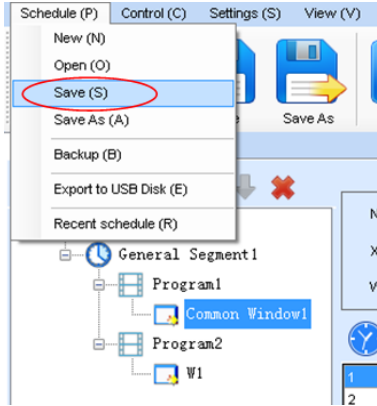 Schedule (P) Control (C) Settings (S) View (V)
New (N)
Open (O)
Save (S)
Save As (A)
Save As
Backup (B)
Export to USB Disk (E)
Recent schedule (R)
General Segment1
Program1
Common Window1
Program2
W1
1
2